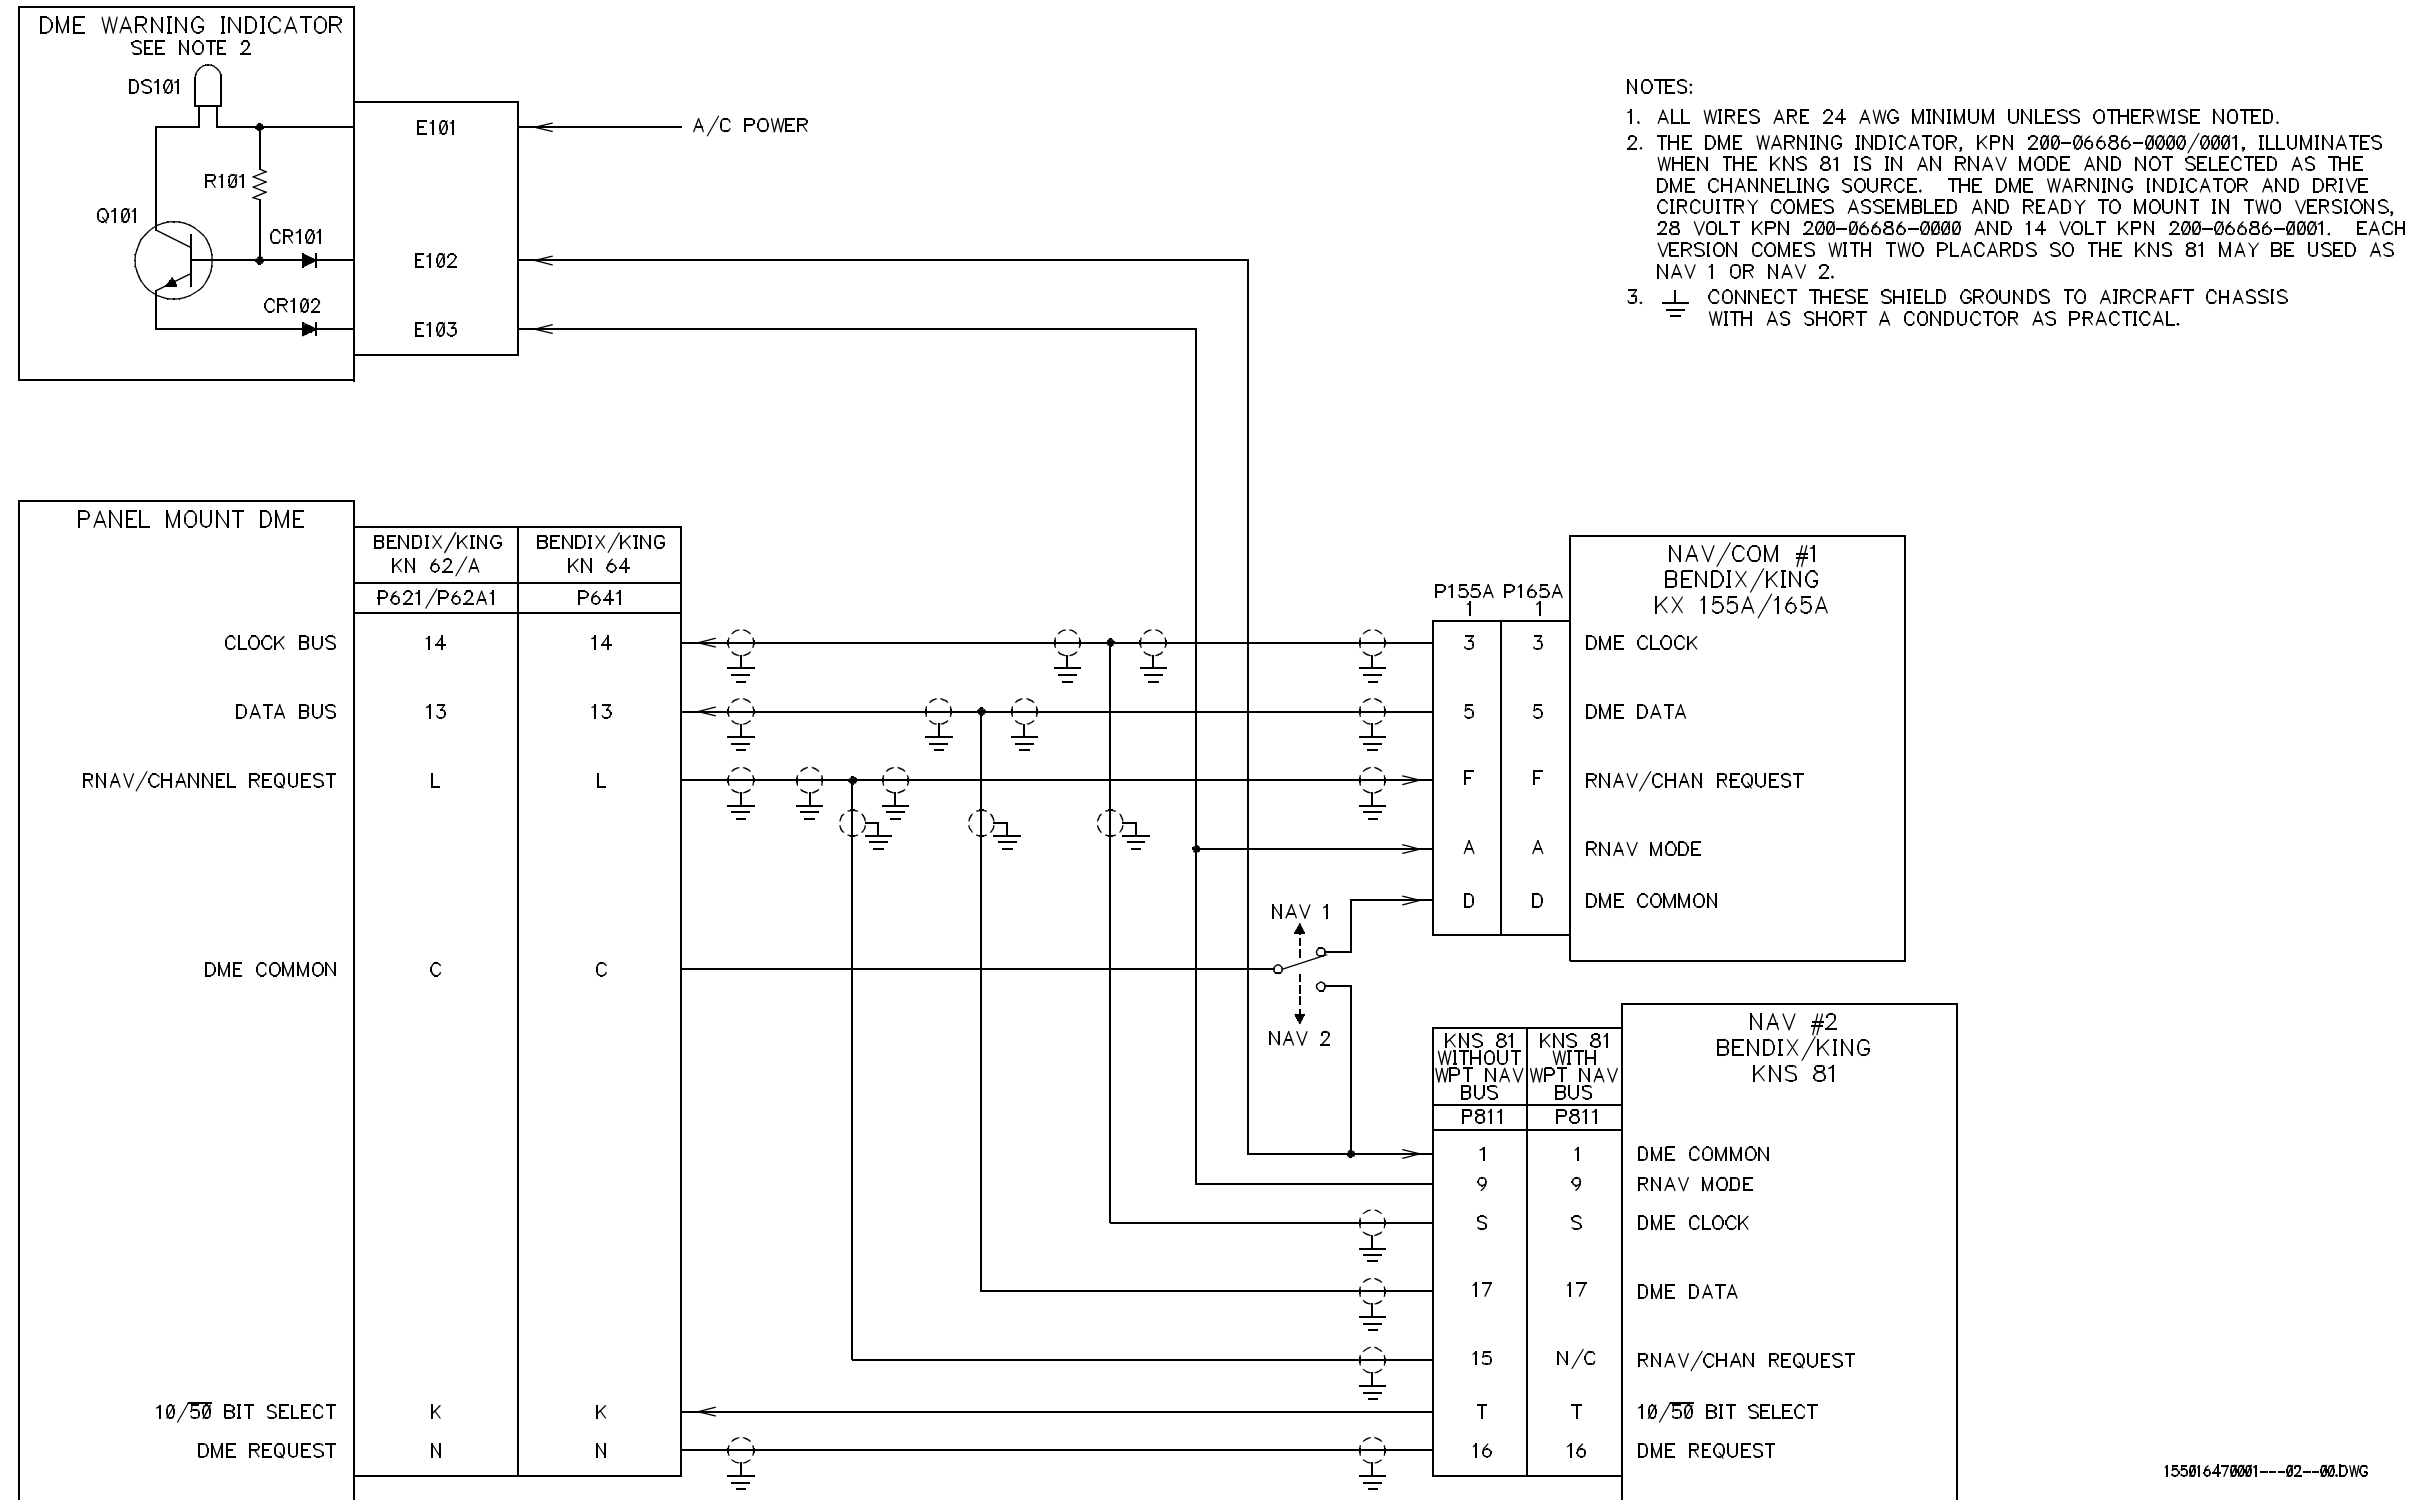 DME WARNING INDICATOR
SEE NOTE 2
DS101
R101
Q101
CR101
CR102
E101
E102
E103
A/C POWER
NOTES:
1. ALL WIRES ARE 24 AWG MINIMUM UNLESS OTHERWISE NOTED.
2. THE DME WARNING INDICATOR, KPN 200-06686-0000/0001, ILLUMINATES
WHEN THE KNS 81 IS IN AN RNAV MODE AND NOT SELECTED AS THE
DME CHANNELING SOURCE. THE DME WARNING INDICATOR AND DRIVE
CIRCUITRY COMES ASSEMBLED AND READY TO MOUNT IN TWO VERSIONS,
28 VOLT KPN 200-06686-0000 AND 14 VOLT KPN 200-06686-0001. EACH
VERSION COMES WITH TWO PLACARDS SO THE KNS 81 MAY BE USED AS
NAV 1 OR NAV 2.
3. CONNECT THESE SHIELD GROUNDS TO AIRCRAFT CHASSIS
WITH AS SHORT A CONDUCTOR AS PRACTICAL.
PANEL MOUNT DME
BENDIX/KING
KN 62/A
BENDIX/KING
KN 64
P621/P62A1
P641
CLOCK BUS 14 14
DATA BUS 13 13
RNAV/CHANNEL REQUEST L L
DME COMMON C C
10/50 BIT SELECT K K
DME REQUEST N N
NAV/COM #1
BENDIX/KING
KX 155A/165A
P155A P165A
1 1
3 3 DME CLOCK
5 5 DME DATA
F F RNAV/CHAN REQUEST
A A RNAV MODE
D D DME COMMON
NAV 1
NAV 2
NAV #2
BENDIX/KING
KNS 81
KNS 81
WITHOUT
WPT NAV
BUS
KNS 81
WITH
WPT NAV
BUS
P811 P811
1 1 DME COMMON
9 9 RNAV MODE
S S DME CLOCK
17 17 DME DATA
15 N/C RNAV/CHAN REQUEST
T T 10/50 BIT SELECT
16 16 DME REQUEST
155016470001---02--00.DWG